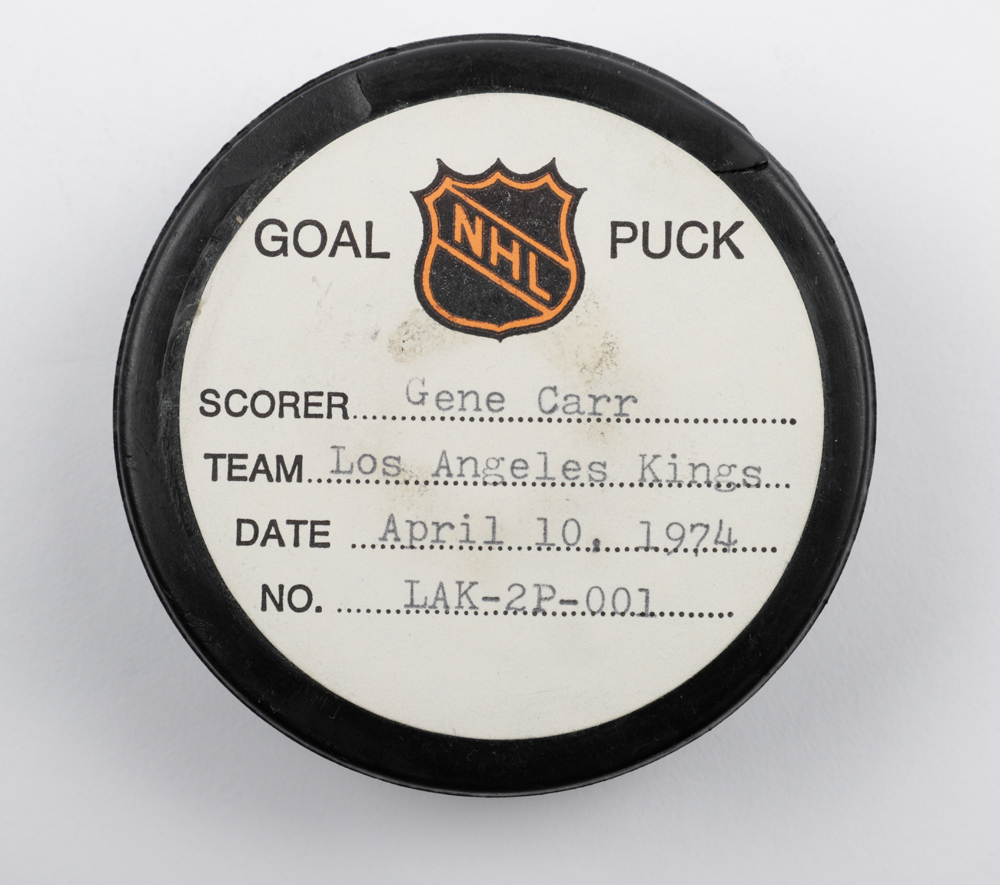 GOAL NHL PUCK
SCORER..... Gene Carr
TEAM... Los Angeles Kings
DATE ... April 10, 1974
NO. ..... LAK-2P-001